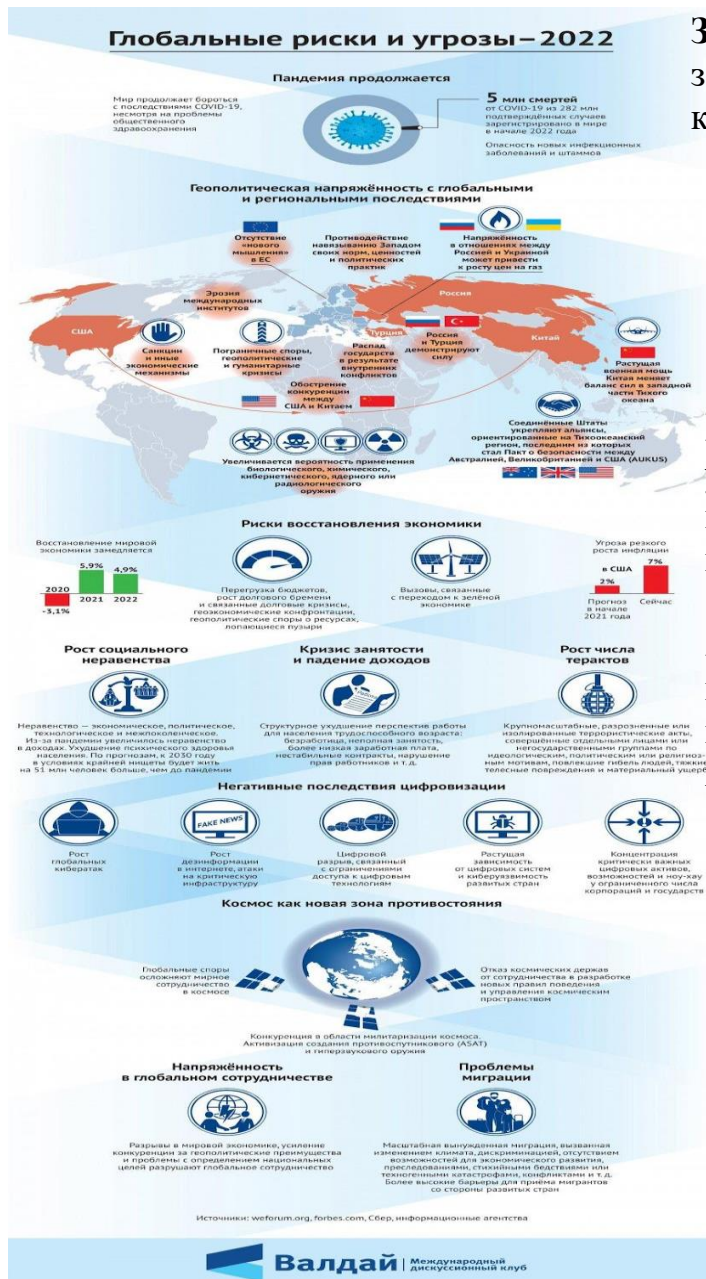 Глобальные риски и угрозы–2022
Пандемия продолжается
Мир продолжает бороться
с последствиями COVID-19,
несмотря на проблемы
общественного
здравоохранения
5 млн смертей
от COVID-19 из 282 млн
подтверждённых случаев
зарегистрировано в мире
в начале 2022 года
Опасность новых инфекционных
заболеваний и штаммов
Геополитическая напряжённость с глобальными
и региональными последствиями
Отсутствие
«нового
мышления»
в ЕС
Противодействие
навязыванию Западом
своих норм, ценностей
и политических
практик
Напряжённость
в отношениях между
Россией и Украиной
может привести
к росту цен на газ
Эрозия
международных
институтов
Россия
США
Турция
Китай
Санкции
и иные
экономические
механизмы
Пограничные споры,
геополитические
и гуманитарные
кризисы
Распад
государств
в результате
внутренних
конфликтов
Россия
и Турция
демонстрируют
силу
Растущая
военная мощь
Китая меняет
баланс сил в западной
части Тихого
океана
Обострение
конкуренции
между
США и Китаем
Соединённые Штаты
укрепляют альянсы,
ориентированные на Тихоокеанский
регион, последним из которых
стал Пакт о безопасности между
Австралией, Великобританией и США (AUKUS)
Увеличивается вероятность применения
биологического, химического,
кибернетического, ядерного или
радиологического
оружия
Риски восстановления экономики
Восстановление мировой
экономики замедляется
2020
-3,1%
5,9%
2021
4,9%
2022
Перегрузка бюджетов,
рост долгового бремени
и связанные долговые кризисы,
геоэкономические конфронтации,
геополитические споры о ресурсах,
лопающиеся пузыри
Вызовы, связанные
с переходом к зелёной
экономике
Угроза резкого
роста инфляции
в США
2%
7%
Прогноз
в начале
2021 года
Сейчас
Рост социального
неравенства
Неравенство — экономическое, политическое,
технологическое и межпоколенческое.
Из-за пандемии увеличилось неравенство
в доходах. Ухудшение психического здоровья
населения. По прогнозам, к 2030 году
в условиях крайней нищеты будет жить
на 51 млн человек больше, чем до пандемии
Кризис занятости
и падение доходов
Структурное ухудшение перспектив работы
для населения трудоспособного возраста:
безработица, неполная занятость,
более низкая заработная плата,
нестабильные контракты, нарушение
прав работников и т. д.
Рост числа
терактов
Крупномасштабные, разрозненные или
изолированные террористические акты,
совершённые отдельными лицами или
негосударственными группами по
идеологическим, политическим или религиоз-
ным мотивам, повлекшие гибель людей, тяжкие
телесные повреждения и материальный ущерб
Негативные последствия цифровизации
FAKE NEWS
Рост
глобальных
кибератак
Рост
дезинформации
в интернете, атаки
на критическую
инфраструктуру
Цифровой
разрыв, связанный
с ограничениями
доступа к цифровым
технологиям
Растущая
зависимость
от цифровых систем
и киберуязвимость
развитых стран
Концентрация
критически важных
цифровых активов,
возможностей и ноу-хау
у ограниченного числа
корпораций и государств
Космос как новая зона противостояния
Глобальные споры
осложняют мирное
сотрудничество
в космосе
Отказ космических держав
от сотрудничества в разработке
новых правил поведения
и управления космическим
пространством
Конкуренция в области милитаризации космоса.
Активизация создания противоспутникового (ASAT)
и гиперзвукового оружия
Напряжённость
в глобальном сотрудничестве
Разрывы в мировой экономике, усиление
конкуренции за геополитические преимущества
и проблемы с определением национальных
целей разрушают глобальное сотрудничество
Проблемы
миграции
Масштабная вынужденная миграция, вызванная
изменением климата, дискриминацией, отсутствием
возможностей для экономического развития,
преследованиями, стихийными бедствиями или
техногенными катастрофами, конфликтами и т. д.
Более высокие барьеры для приёма мигрантов
со стороны развитых стран
Источники: weforum.org, forbes.com, Сбер, информационные агентства
Валдай
Международный
дискуссионный клуб